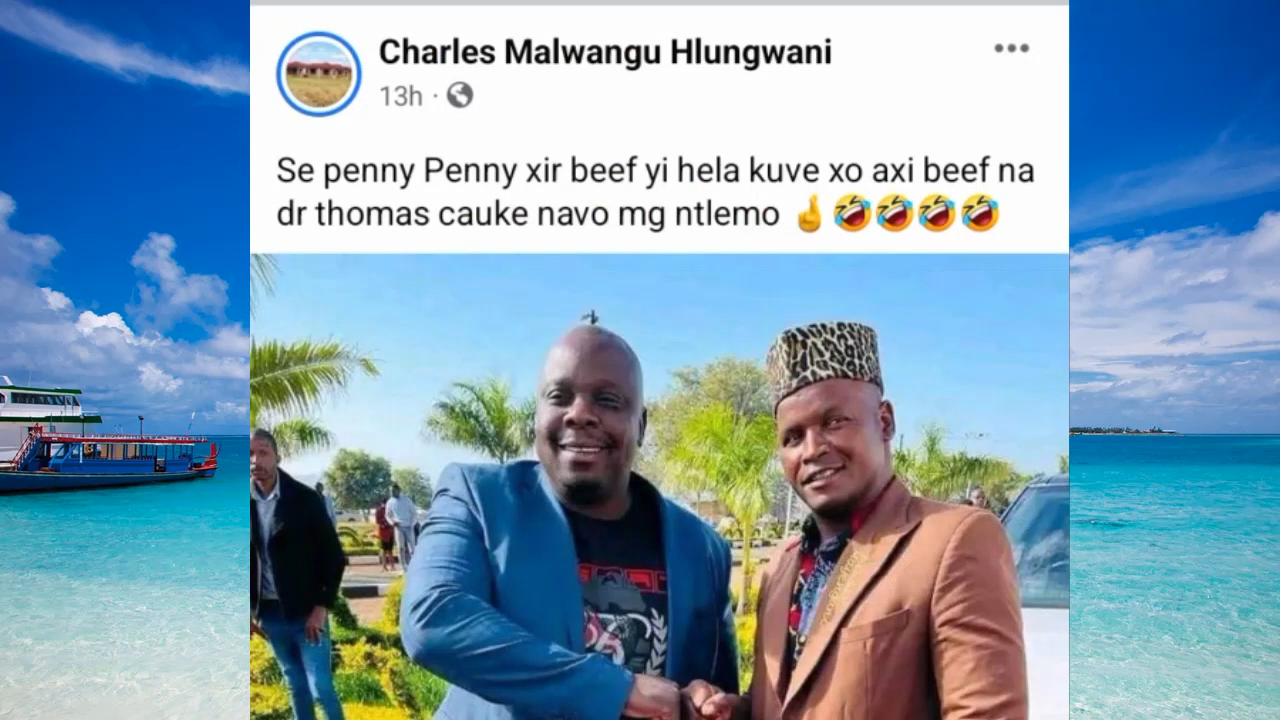 Charles Malwangu Hlungwani
13h ·
Se penny Penny xir beef yi hela kuve xo axi beef na
dr thomas cauke navo mg ntlemo 🤞🤣🤣🤣🤣